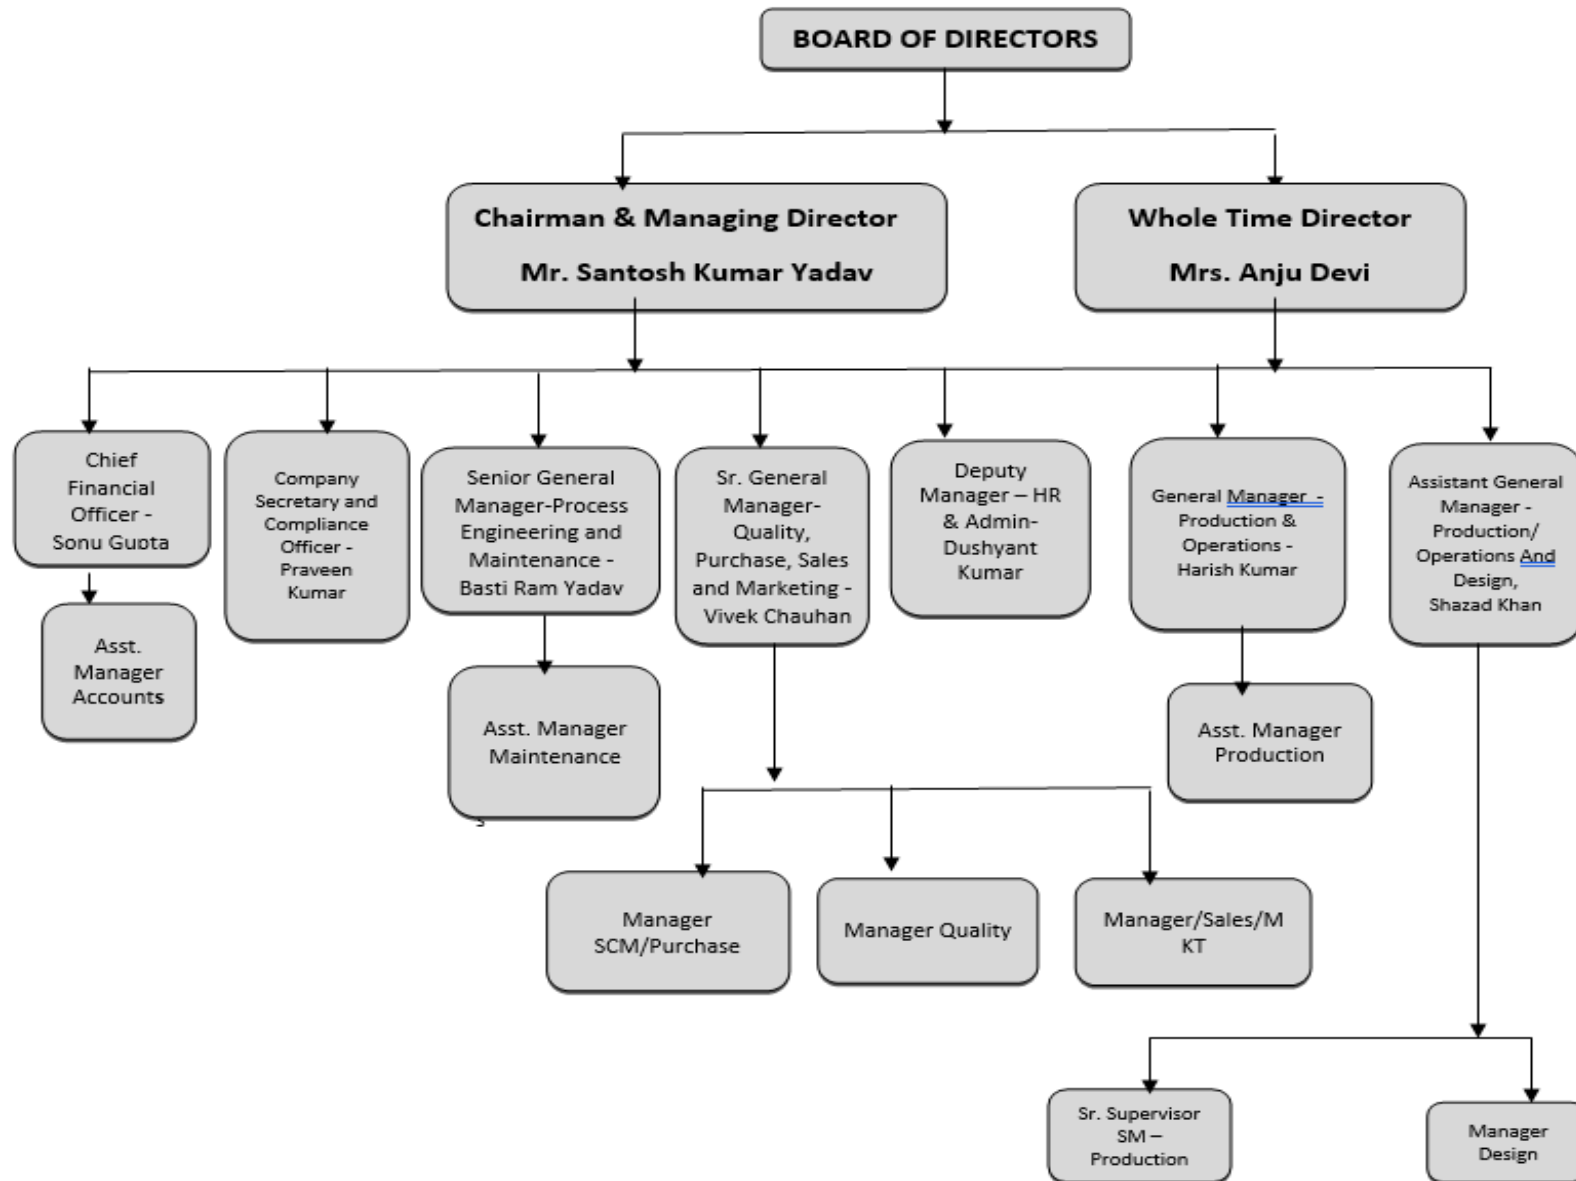 BOARD OF DIRECTORS
Chairman & Managing Director
Mr. Santosh Kumar Yadav
Whole Time Director
Mrs. Anju Devi
Chief
Financial
Officer -
Sonu Gupta
Company
Secretary and
Compliance
Officer -
Praveen
Kumar
Senior General
Manager-Process
Engineering and
Maintenance -
Basti Ram Yadav
Sr. General
Manager-
Quality,
Purchase, Sales
and Marketing -
Vivek Chauhan
Deputy
Manager – HR
& Admin-
Dushyant
Kumar
General Manager -
Production &
Operations -
Harish Kumar
Assistant General
Manager -
Production/
Operations And
Design,
Shazad Khan
Asst.
Manager
Accounts
Asst. Manager
Maintenance
s
Asst. Manager
Production
Manager
SCM/Purchase
Manager Quality
Manager/Sales/M
KT
Sr. Supervisor
SM –
Production
Manager
Design